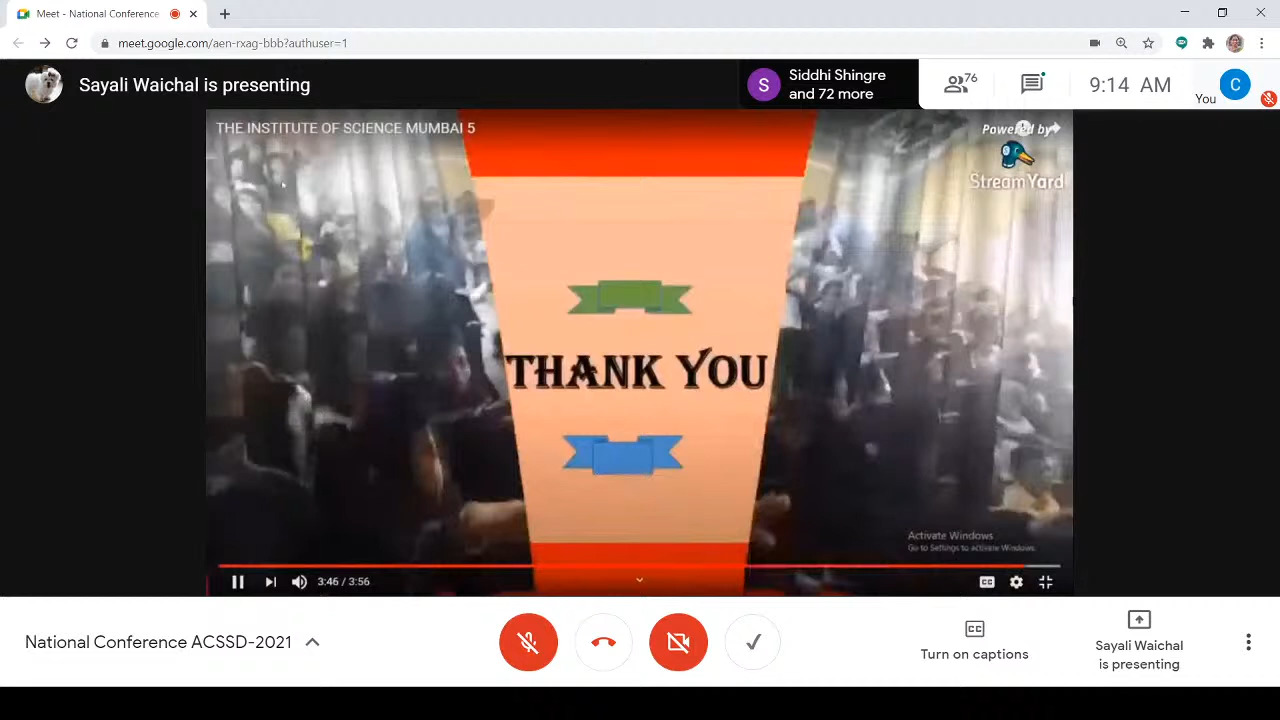 Meet - National Conference
meet.google.com/aen-rxag-bbb?authuser=1
Sayali Waichal is presenting
S
Siddhi Shingre
and 72 more
76
9:14 AM
You
C
THE INSTITUTE OF SCIENCE MUMBAI 5
Powered by
StreamYard
THANK YOU
Activate Windows
Go to Settings to activate Windows.
3:46 / 3:56
CC
National Conference ACSSD-2021
CC
Turn on captions
Sayali Waichal
is presenting